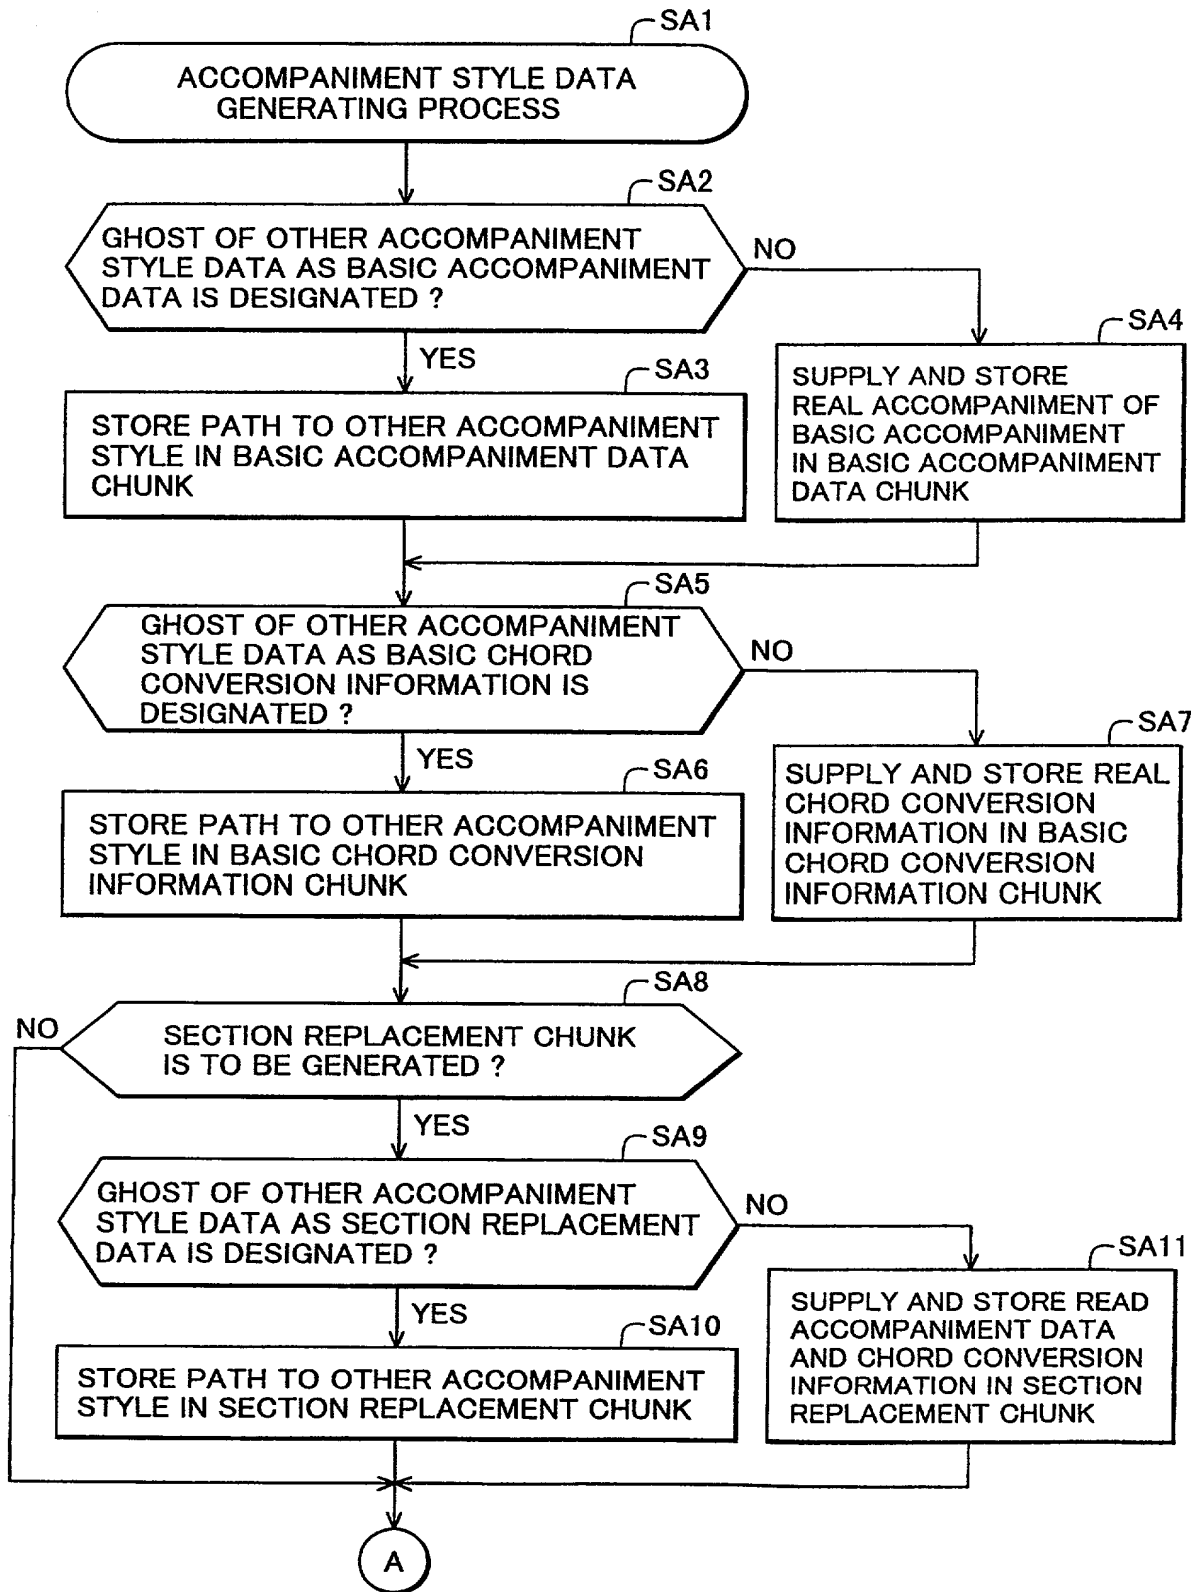 SA1
ACCOMPANIMENT STYLE DATA
GENERATING PROCESS
SA2
GHOST OF OTHER ACCOMPANIMENT
STYLE DATA AS BASIC ACCOMPANIMENT
DATA IS DESIGNATED ?
NO
YES
SA3
STORE PATH TO OTHER ACCOMPANIMENT
STYLE IN BASIC ACCOMPANIMENT DATA
CHUNK
SA4
SUPPLY AND STORE
REAL ACCOMPANIMENT OF
BASIC ACCOMPANIMENT
IN BASIC ACCOMPANIMENT
DATA CHUNK
SA5
GHOST OF OTHER ACCOMPANIMENT
STYLE DATA AS BASIC CHORD
CONVERSION INFORMATION IS
DESIGNATED ?
NO
YES
SA6
STORE PATH TO OTHER ACCOMPANIMENT
STYLE IN BASIC CHORD CONVERSION
INFORMATION CHUNK
SA7
SUPPLY AND STORE REAL
CHORD CONVERSION
INFORMATION IN BASIC
CHORD CONVERSION
INFORMATION CHUNK
SA8
NO
SECTION REPLACEMENT CHUNK
IS TO BE GENERATED ?
YES
SA9
GHOST OF OTHER ACCOMPANIMENT
STYLE DATA AS SECTION REPLACEMENT
DATA IS DESIGNATED ?
NO
YES
SA10
STORE PATH TO OTHER ACCOMPANIMENT
STYLE IN SECTION REPLACEMENT CHUNK
SA11
SUPPLY AND STORE READ
ACCOMPANIMENT DATA
AND CHORD CONVERSION
INFORMATION IN SECTION
REPLACEMENT CHUNK
A